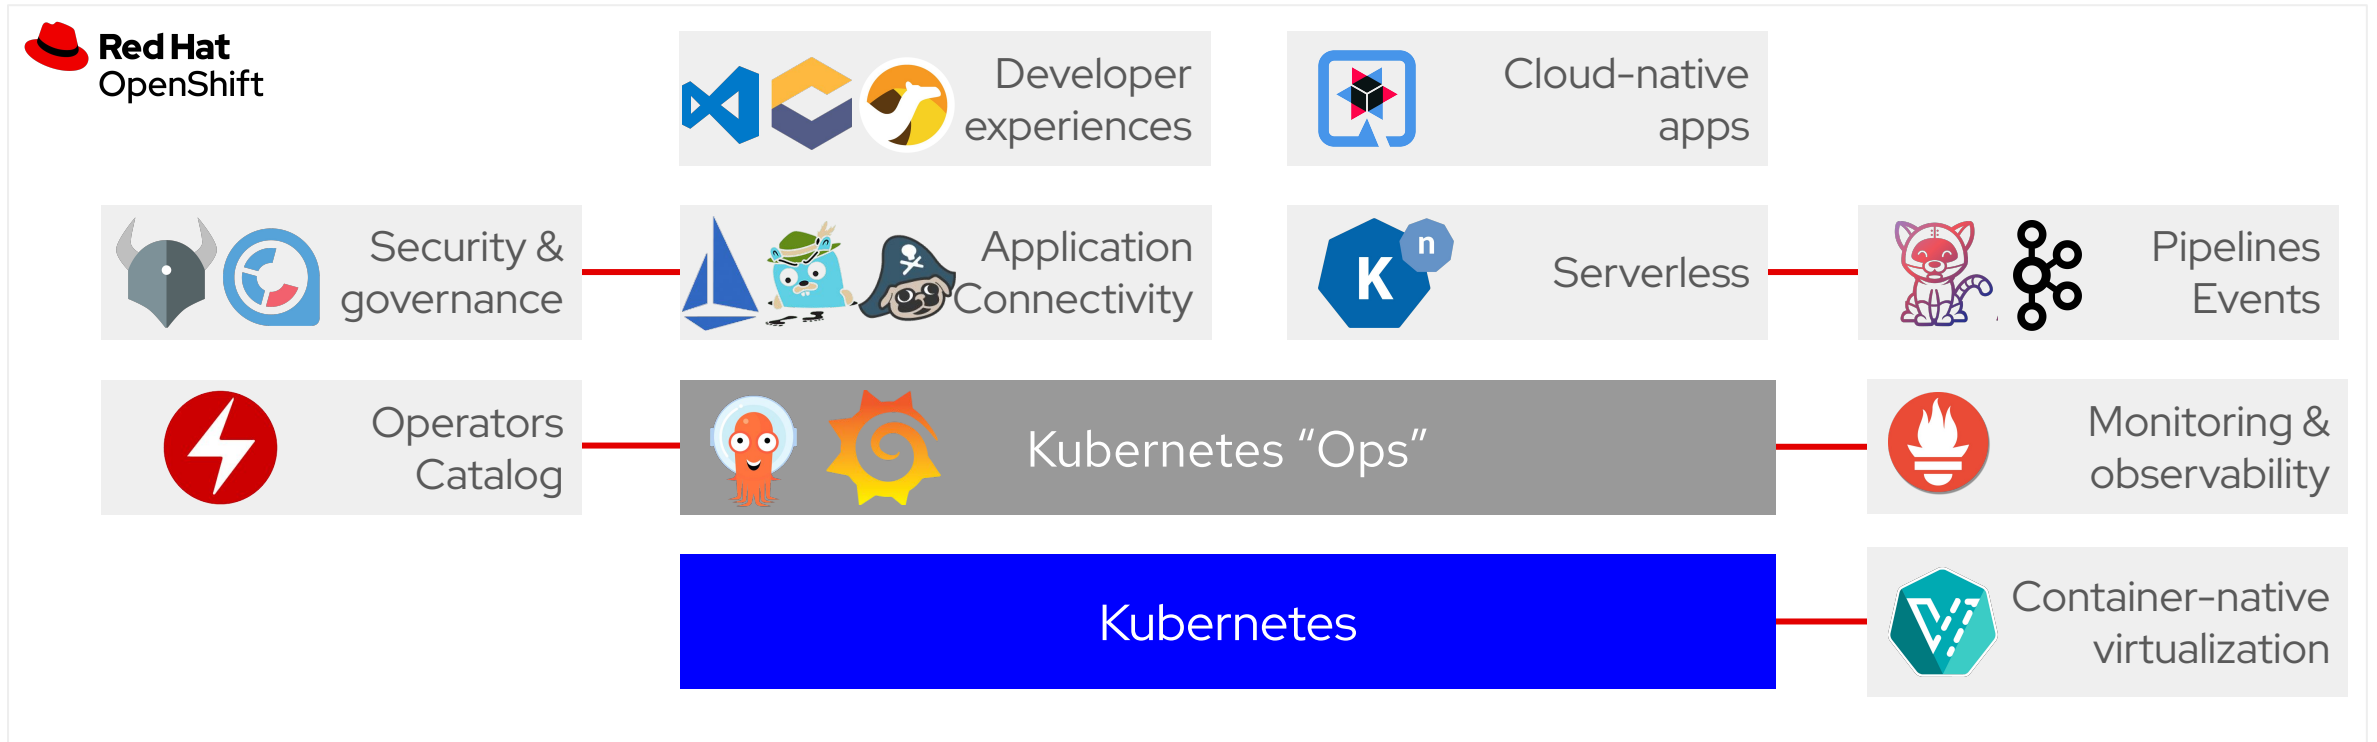 Red Hat
OpenShift
Developer
experiences
Cloud-native
apps
Security &
governance
Application
Connectivity
K
n
Serverless
Pipelines
Events
Operators
Catalog
Kubernetes “Ops”
Monitoring &
observability
Kubernetes
Container-native
virtualization